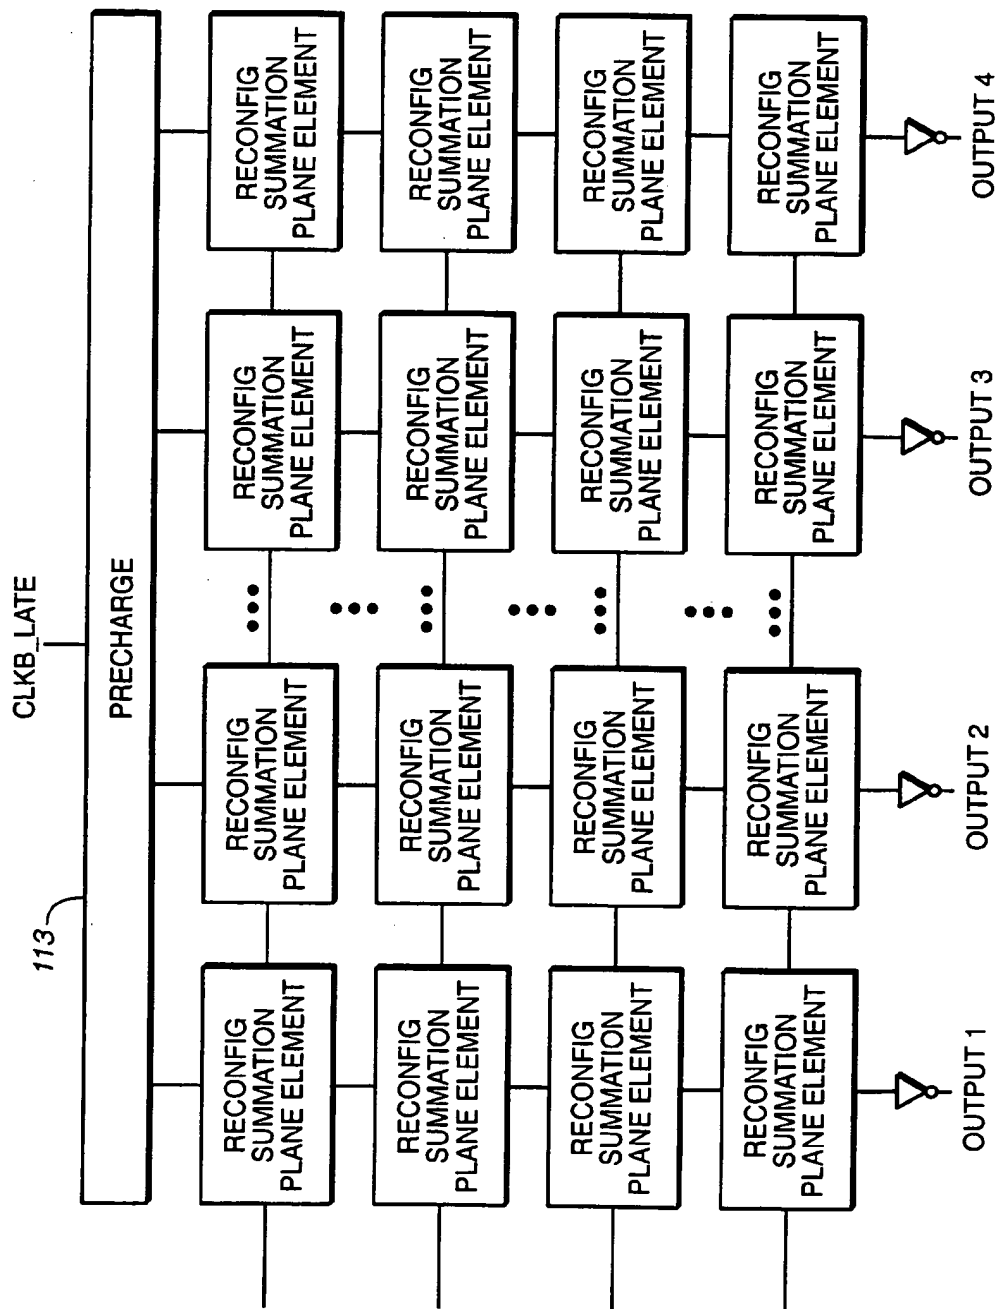 CLKB_LATE
113
PRECHARGE
RECONFIG
SUMMATION
PLANE ELEMENT
RECONFIG
SUMMATION
PLANE ELEMENT
RECONFIG
SUMMATION
PLANE ELEMENT
RECONFIG
SUMMATION
PLANE ELEMENT
RECONFIG
SUMMATION
PLANE ELEMENT
RECONFIG
SUMMATION
PLANE ELEMENT
RECONFIG
SUMMATION
PLANE ELEMENT
RECONFIG
SUMMATION
PLANE ELEMENT
RECONFIG
SUMMATION
PLANE ELEMENT
RECONFIG
SUMMATION
PLANE ELEMENT
RECONFIG
SUMMATION
PLANE ELEMENT
RECONFIG
SUMMATION
PLANE ELEMENT
RECONFIG
SUMMATION
PLANE ELEMENT
RECONFIG
SUMMATION
PLANE ELEMENT
RECONFIG
SUMMATION
PLANE ELEMENT
RECONFIG
SUMMATION
PLANE ELEMENT
OUTPUT 1
OUTPUT 2
OUTPUT 3
OUTPUT 4